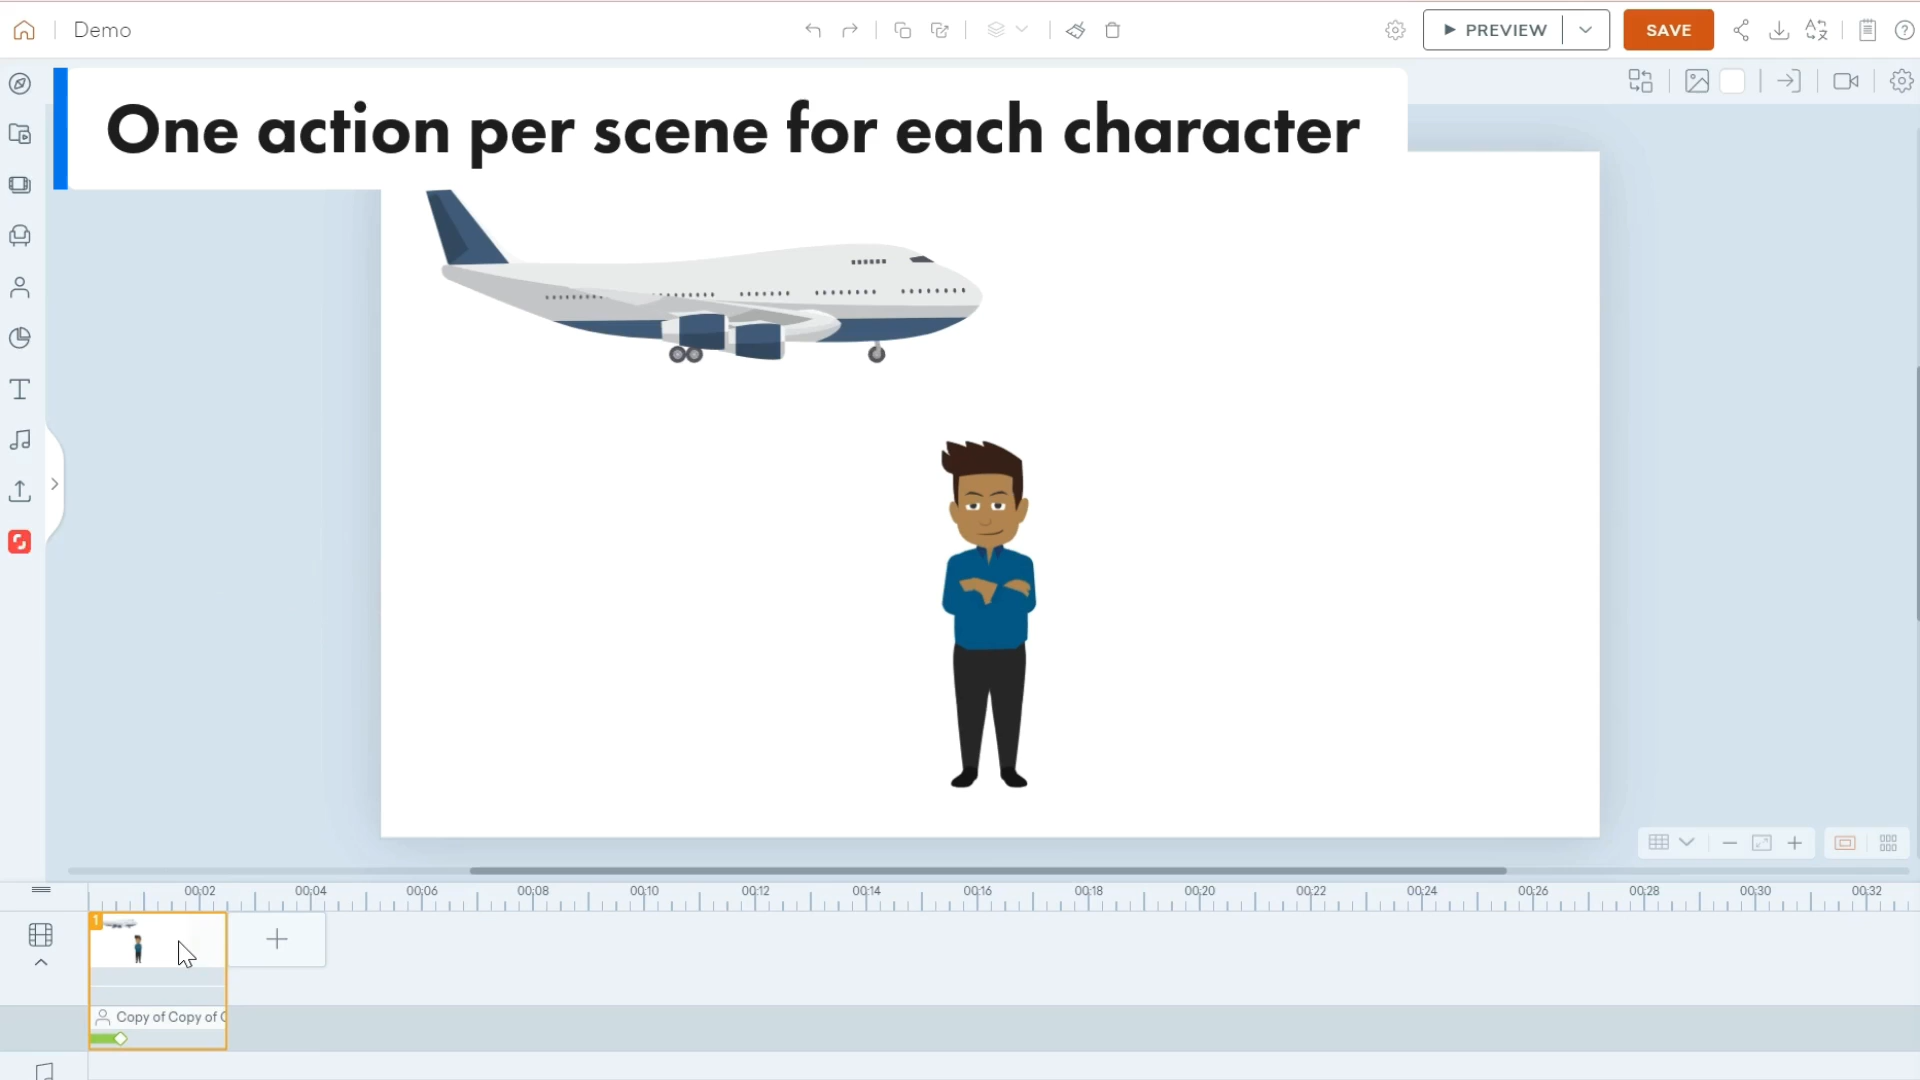 Demo
PREVIEW
SAVE
One action per scene for each character
00:02 00:04 00:06 00:08 00:10 00:12 00:14 00:16 00:18 00:20 00:22 00:24 00:26 00:28 00:30 00:32
1
Copy of Copy of C